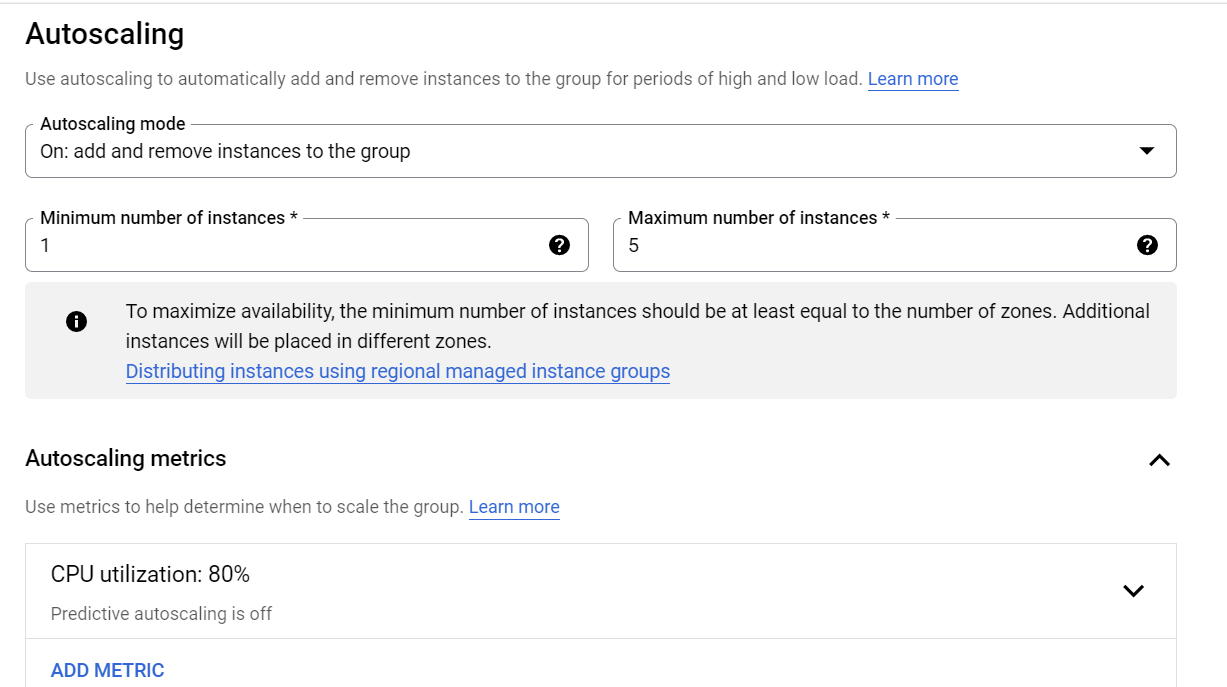 Autoscaling
Use autoscaling to automatically add and remove instances to the group for periods of high and low load. Learn more
Autoscaling mode
On: add and remove instances to the group
Minimum number of instances *
1
Maximum number of instances *
5
To maximize availability, the minimum number of instances should be at least equal to the number of zones. Additional
instances will be placed in different zones.
Distributing instances using regional managed instance groups
Autoscaling metrics
Use metrics to help determine when to scale the group. Learn more
CPU utilization: 80%
Predictive autoscaling is off
ADD METRIC